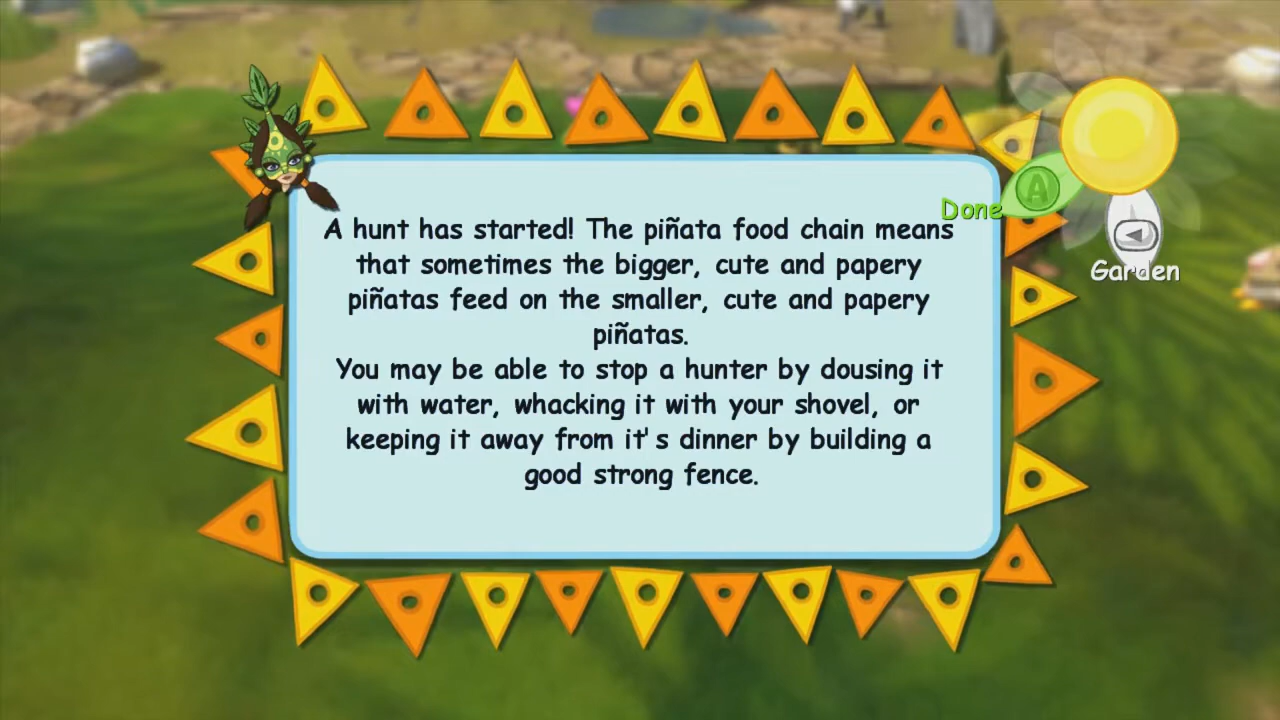 A hunt has started! The piñata food chain means
that sometimes the bigger, cute and papery
piñatas feed on the smaller, cute and papery
piñatas.
You may be able to stop a hunter by dousing it
with water, whacking it with your shovel, or
keeping it away from it's dinner by building a
good strong fence.
A
Done
Garden